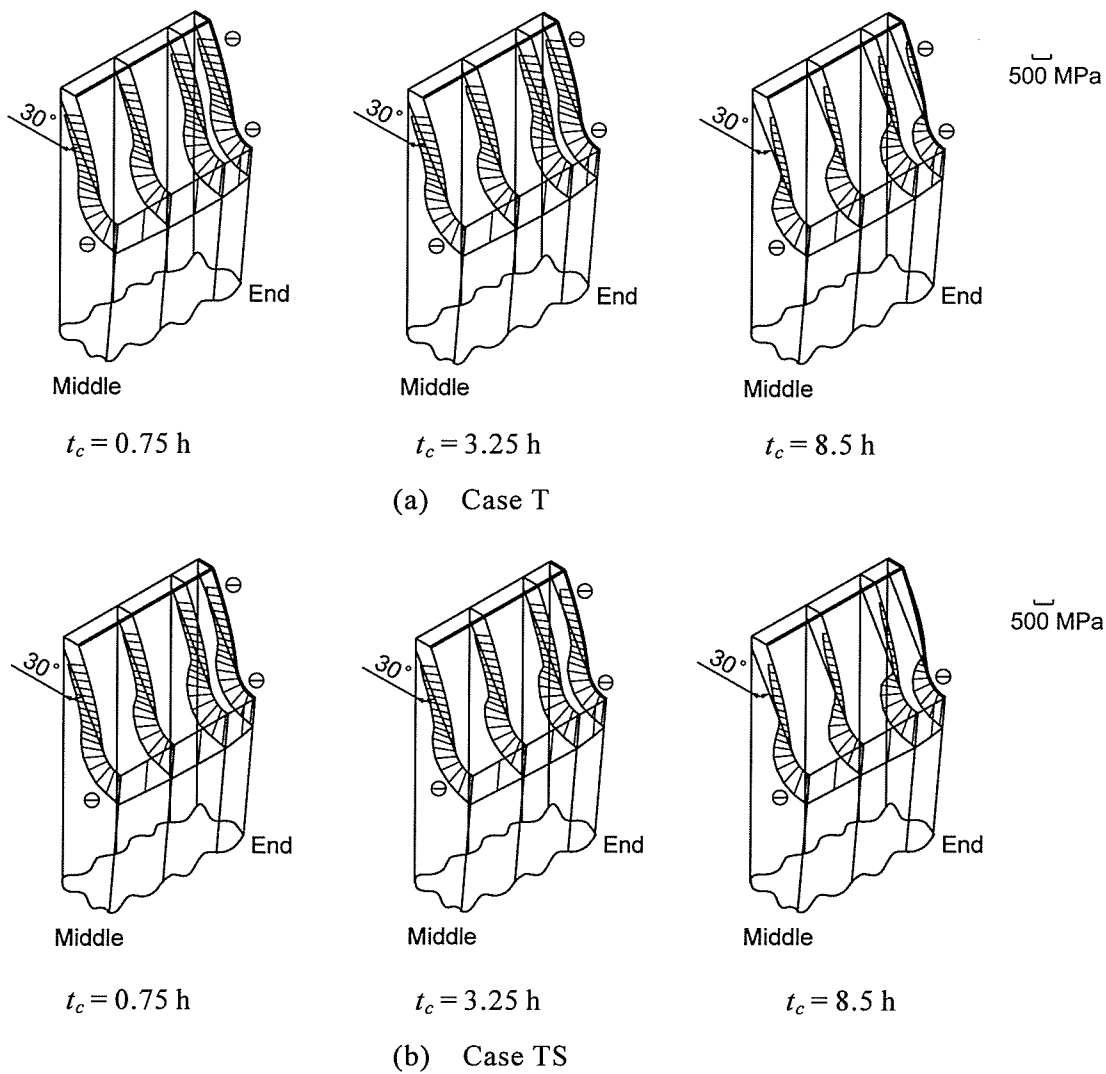 ⊖ ⊖ ⊖ 500 MPa
30° 30° 30°
⊖ ⊖ ⊖
⊖ ⊖ ⊖
End End End
Middle Middle Middle
t_c = 0.75 h t_c = 3.25 h t_c = 8.5 h
(a) Case T
⊖ ⊖ 500 MPa
30° 30° 30°
⊖ ⊖ ⊖
⊖ ⊖ ⊖
End End End
Middle Middle Middle
t_c = 0.75 h t_c = 3.25 h t_c = 8.5 h
(b) Case TS